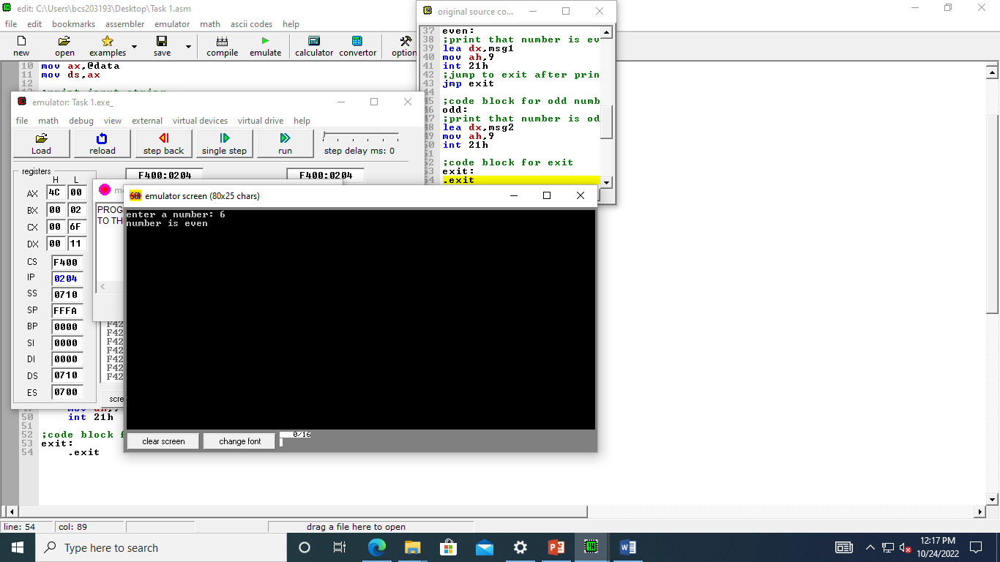 edit: C:\Users\bcs203193\Desktop\Task 1.asm
file edit bookmarks assembler emulator math ascii codes help
new open examples save compile emulate calculator convertor option
10 mov ax,@data
11 mov ds,ax
12
original source co...
37 even:
38 ;print that number is ev
39 lea dx,msg1
40 mov ah,9
41 int 21h
42 ;jump to exit after prin
43 jmp exit
44
45 ;code block for odd numb
46 odd:
47 ;print that number is od
48 lea dx,msg2
49 mov ah,9
50 int 21h
51
52 ;code block for exit
53 exit:
54 .exit
emulator: Task 1.exe_
file math debug view external virtual devices virtual drive help
Load reload step back single step run step delay ms: 0
registers
F400:0204 F400:0204
H L
AX 4C 00
BX 00 02
CX 00 6F
DX 00 11
CS F400
IP 0204
SS 0710
SP FFFA
BP 0000
SI 0000
DI 0000
DS 0710
ES 0700
PROG
TO TH
F42
F42
F42
F42
F42
F42
F42
scre
emulator screen (80x25 chars)
enter a number: 6
number is even
clear screen change font 0/16
50 int 21h
51
52 ;code block f
53 exit:
54 .exit
line: 54 col: 89 drag a file here to open
Type here to search
12:17 PM
10/24/2022